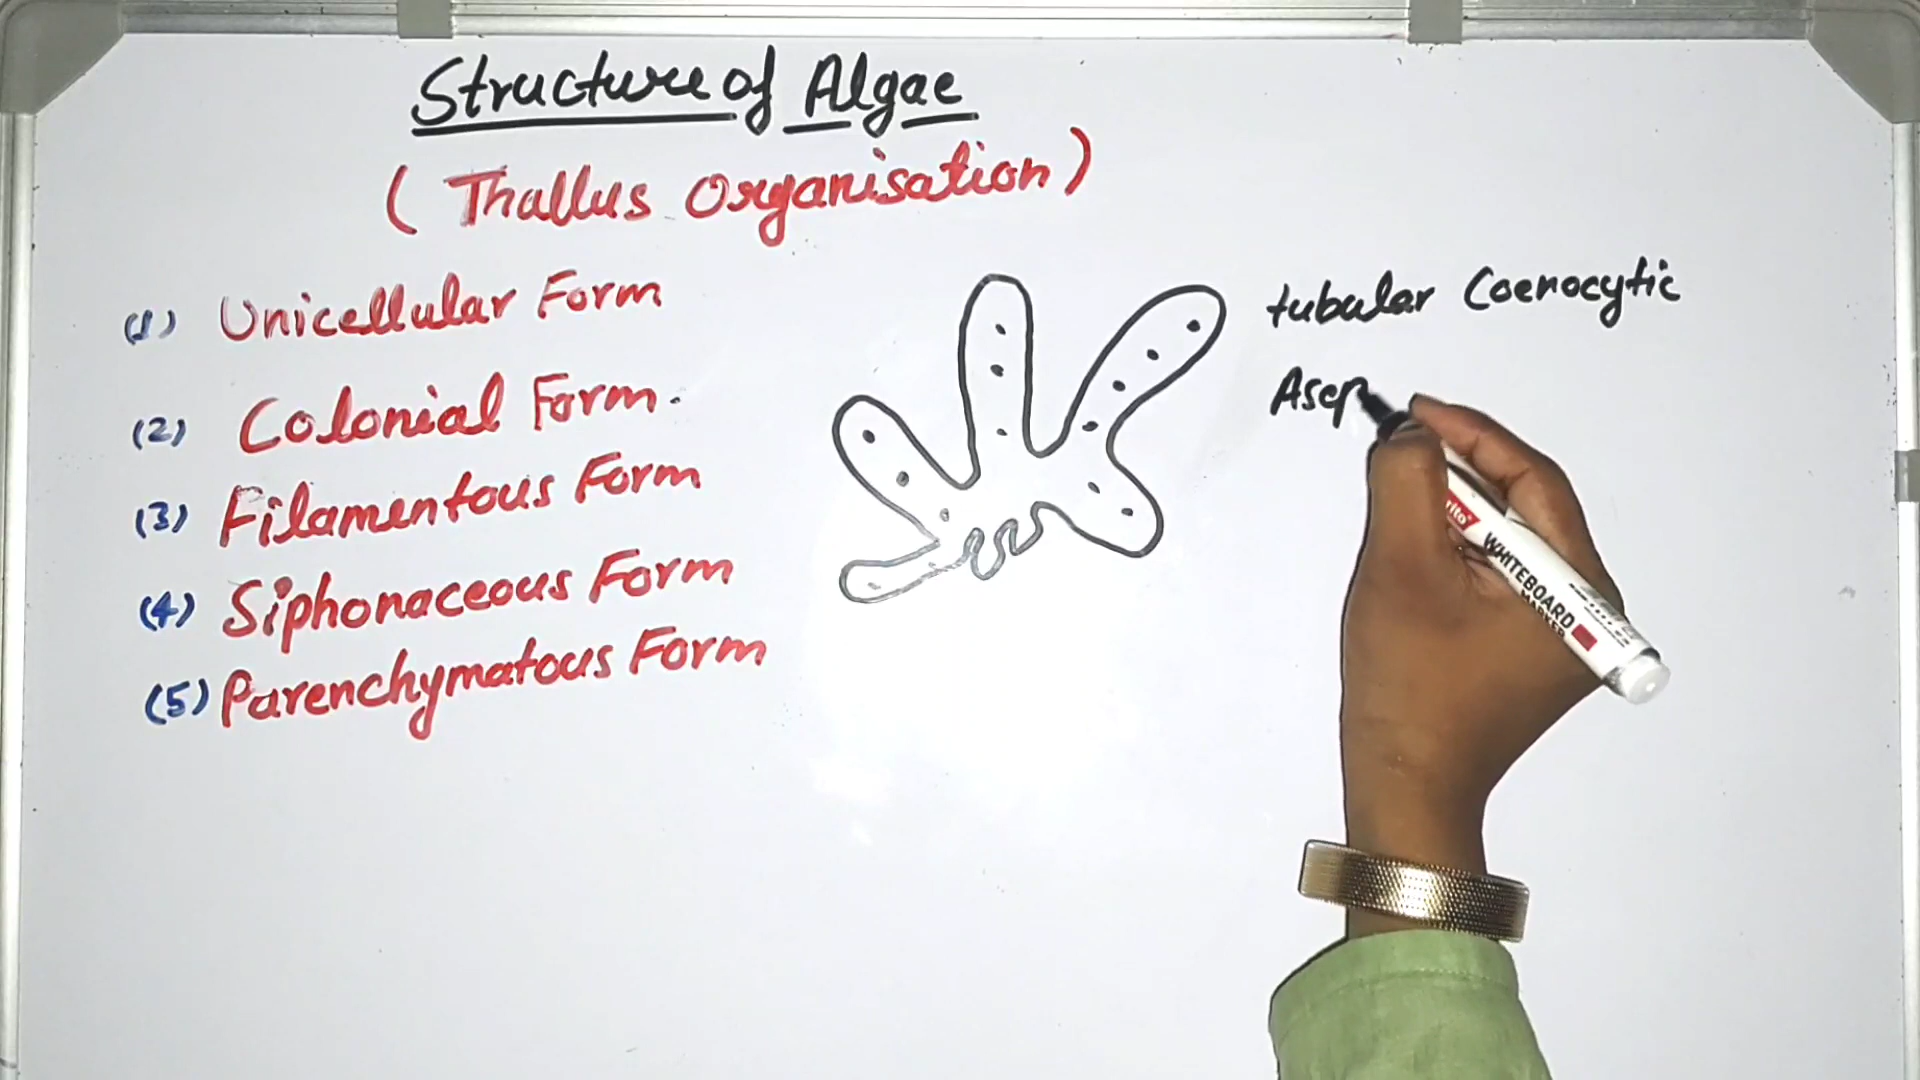 Structure of Algae
(Thallus Organisation)
(1) Unicellular Form
(2) Colonial Form.
(3) Filamentous Form
(4) Siphonaceous Form
(5) Parenchymatous Form
tubular Coenocytic
Asep
WHITEBOARD
MARKER